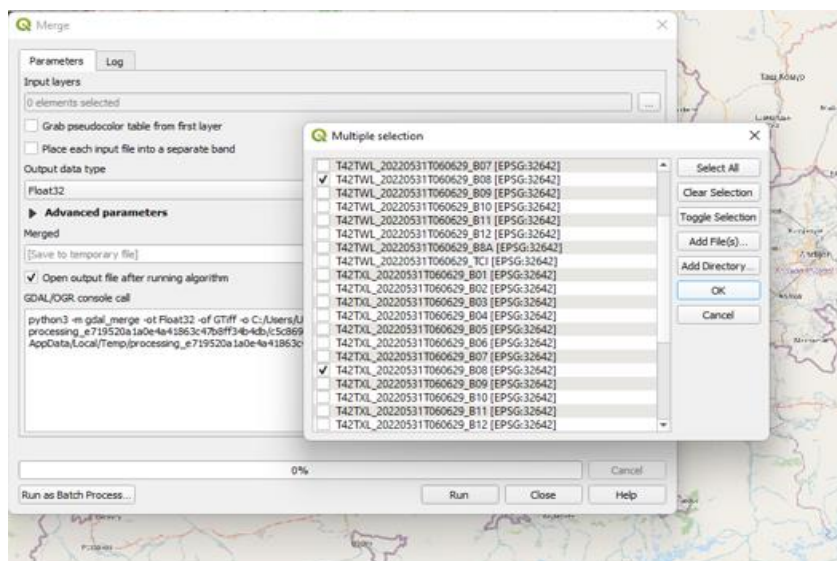 Merge
Parameters
Log
Input layers
0 elements selected
...
Grab pseudocolor table from first layer
Place each input file into a separate band
Output data type
Float32
Advanced parameters
Merged
[Save to temporary file]
Open output file after running algorithm
GDAL/OGR console call
python3 -m gdal_merge -ot Float32 -of GTiff -o C:/Users/U
processing_e719520a1a0e4a41863c47b8ff34b4db/c5c869
AppData/Local/Temp/processing_e719520a1a0e4a41863c
0%
Cancel
Run as Batch Process...
Run
Close
Help
Multiple selection
T42TWL_20220531T060629_B07 [EPSG:32642]
T42TWL_20220531T060629_B08 [EPSG:32642]
T42TWL_20220531T060629_B09 [EPSG:32642]
T42TWL_20220531T060629_B10 [EPSG:32642]
T42TWL_20220531T060629_B11 [EPSG:32642]
T42TWL_20220531T060629_B12 [EPSG:32642]
T42TWL_20220531T060629_B8A [EPSG:32642]
T42TWL_20220531T060629_TCI [EPSG:32642]
T42TXL_20220531T060629_B01 [EPSG:32642]
T42TXL_20220531T060629_B02 [EPSG:32642]
T42TXL_20220531T060629_B03 [EPSG:32642]
T42TXL_20220531T060629_B04 [EPSG:32642]
T42TXL_20220531T060629_B05 [EPSG:32642]
T42TXL_20220531T060629_B06 [EPSG:32642]
T42TXL_20220531T060629_B07 [EPSG:32642]
T42TXL_20220531T060629_B08 [EPSG:32642]
T42TXL_20220531T060629_B09 [EPSG:32642]
T42TXL_20220531T060629_B10 [EPSG:32642]
T42TXL_20220531T060629_B11 [EPSG:32642]
T42TXL_20220531T060629_B12 [EPSG:32642]
Select All
Clear Selection
Toggle Selection
Add File(s)...
Add Directory...
OK
Cancel